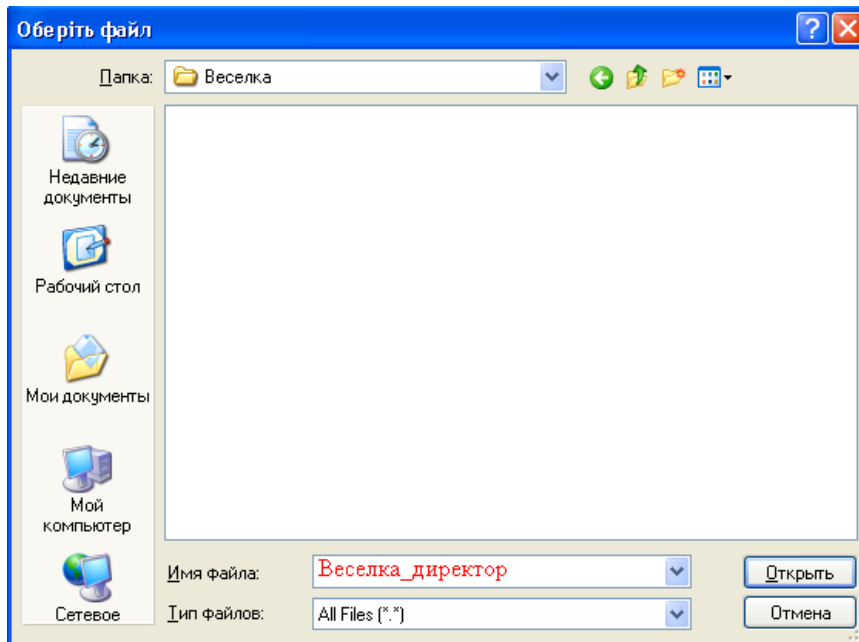 Оберіть файл
Папка:
Веселка
Недавние
документы
Рабочий стол
Мои документы
Мой
компьютер
Сетевое
Имя файла:
Веселка_директор
Открыть
Тип файлов:
All Files (*.*)
Отмена